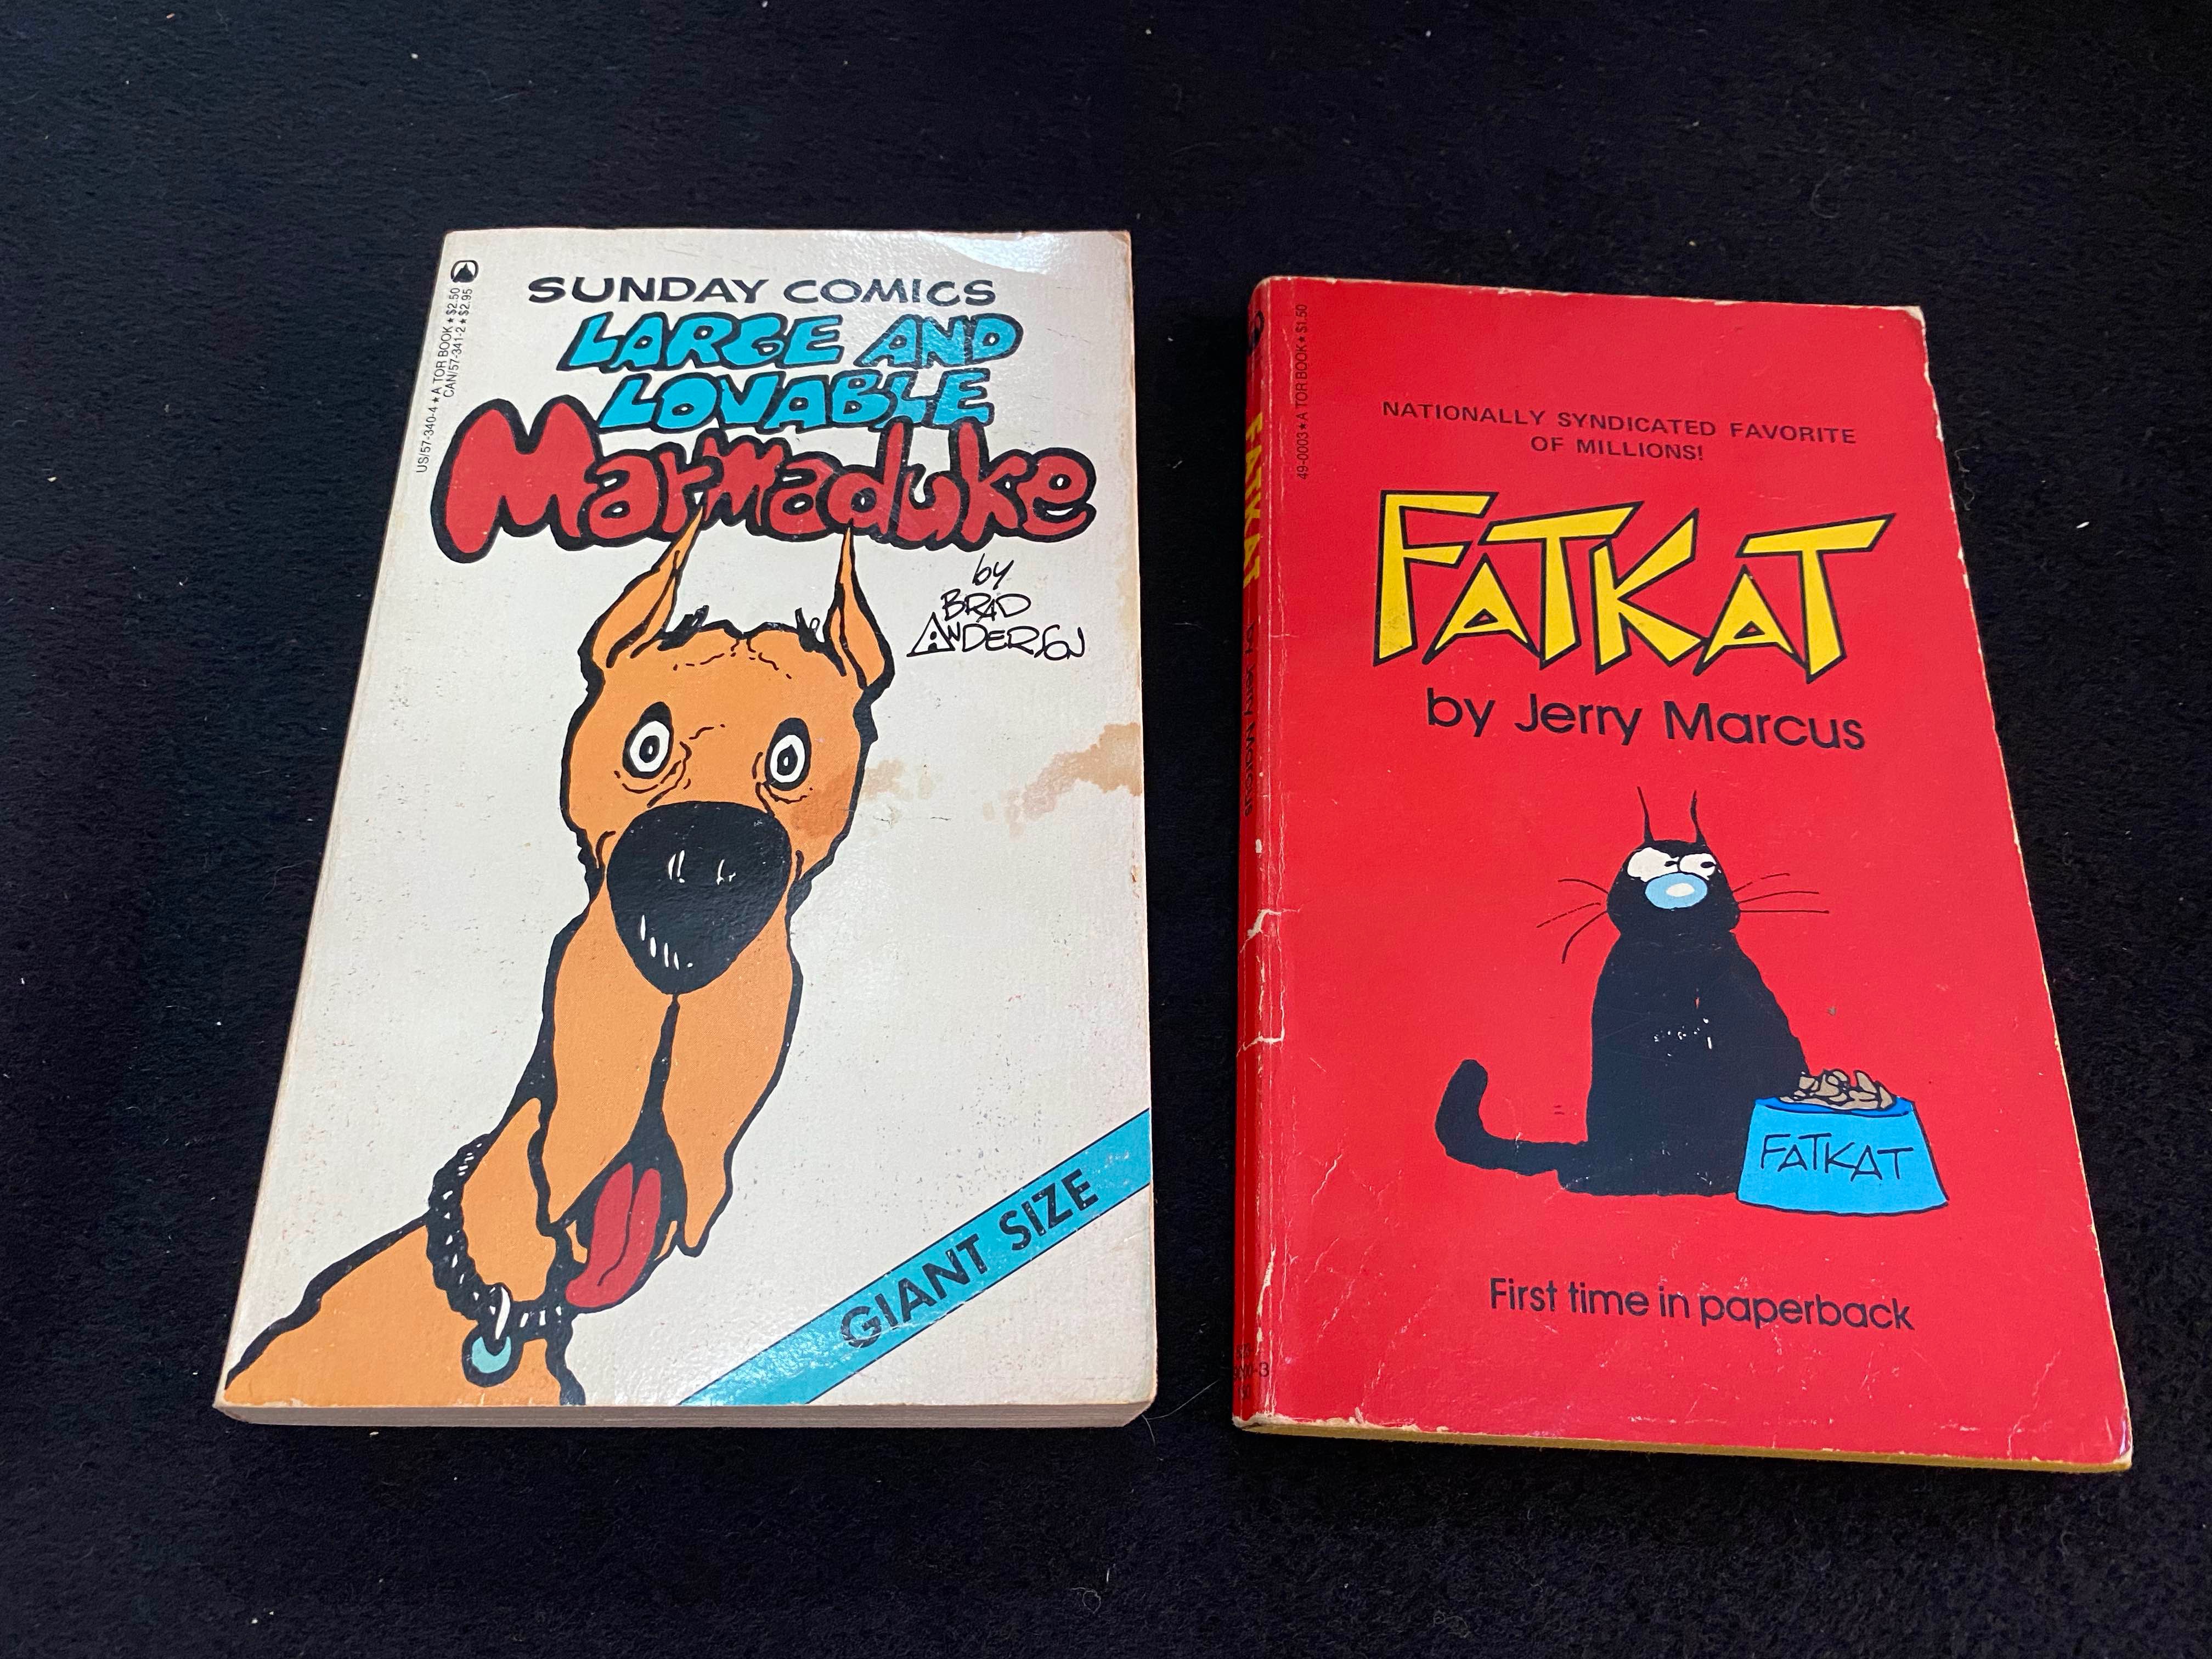 US/57-340-4 ★ A TOR BOOK ★ $2.50
CAN/57-341-2 ★ $2.95
SUNDAY COMICS
LARGE AND
LOVABLE
Marmaduke
by
BRAD
ANDERSON
GIANT SIZE
FATKAT by Jerry Marcus
49-0003 ★ A TOR BOOK ★ $1.50
NATIONALLY SYNDICATED FAVORITE
OF MILLIONS!
FATKAT
by Jerry Marcus
FATKAT
First time in paperback